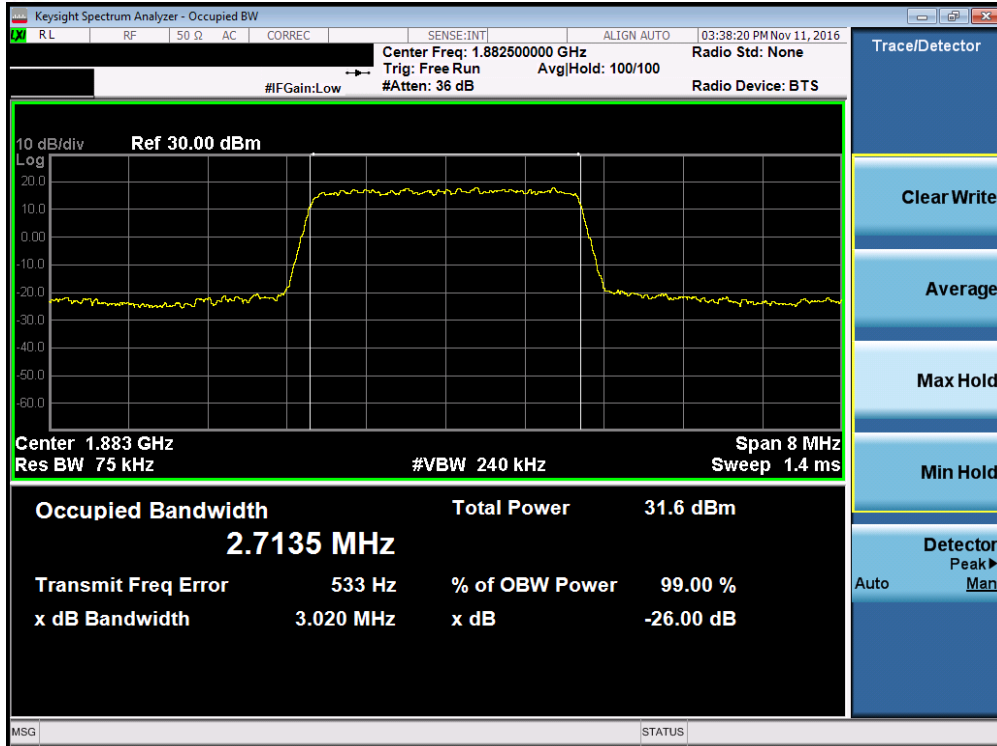 Keysight Spectrum Analyzer - Occupied BW
LXI RL RF 50 Ω AC CORREC SENSE:INT ALIGN AUTO 03:38:20 PM Nov 11, 2016
Center Freq: 1.882500000 GHz Radio Std: None
Trig: Free Run Avg|Hold: 100/100
#IFGain:Low #Atten: 36 dB Radio Device: BTS
10 dB/div Ref 30.00 dBm
Log
20.0
10.0
0.00
-10.0
-20.0
-30.0
-40.0
-50.0
-60.0
Center 1.883 GHz Span 8 MHz
Res BW 75 kHz #VBW 240 kHz Sweep 1.4 ms
Occupied Bandwidth Total Power 31.6 dBm
2.7135 MHz
Transmit Freq Error 533 Hz % of OBW Power 99.00 %
x dB Bandwidth 3.020 MHz x dB -26.00 dB
MSG STATUS
Trace/Detector
Clear Write
Average
Max Hold
Min Hold
Detector
Peak▶
Auto Man